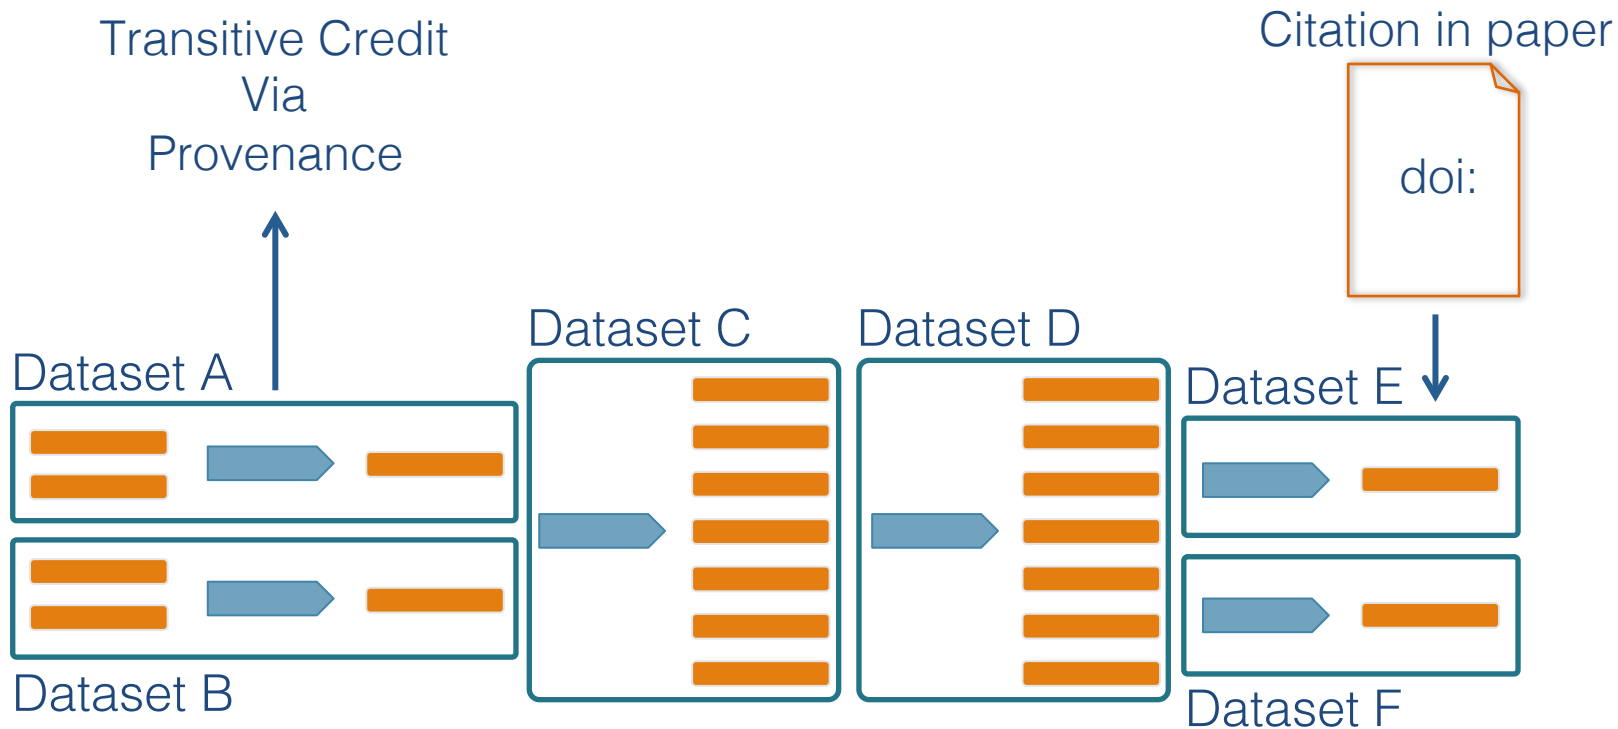 Transitive Credit
Via
Provenance
Citation in paper
doi:
Dataset A
Dataset B
Dataset C
Dataset D
Dataset E
Dataset F